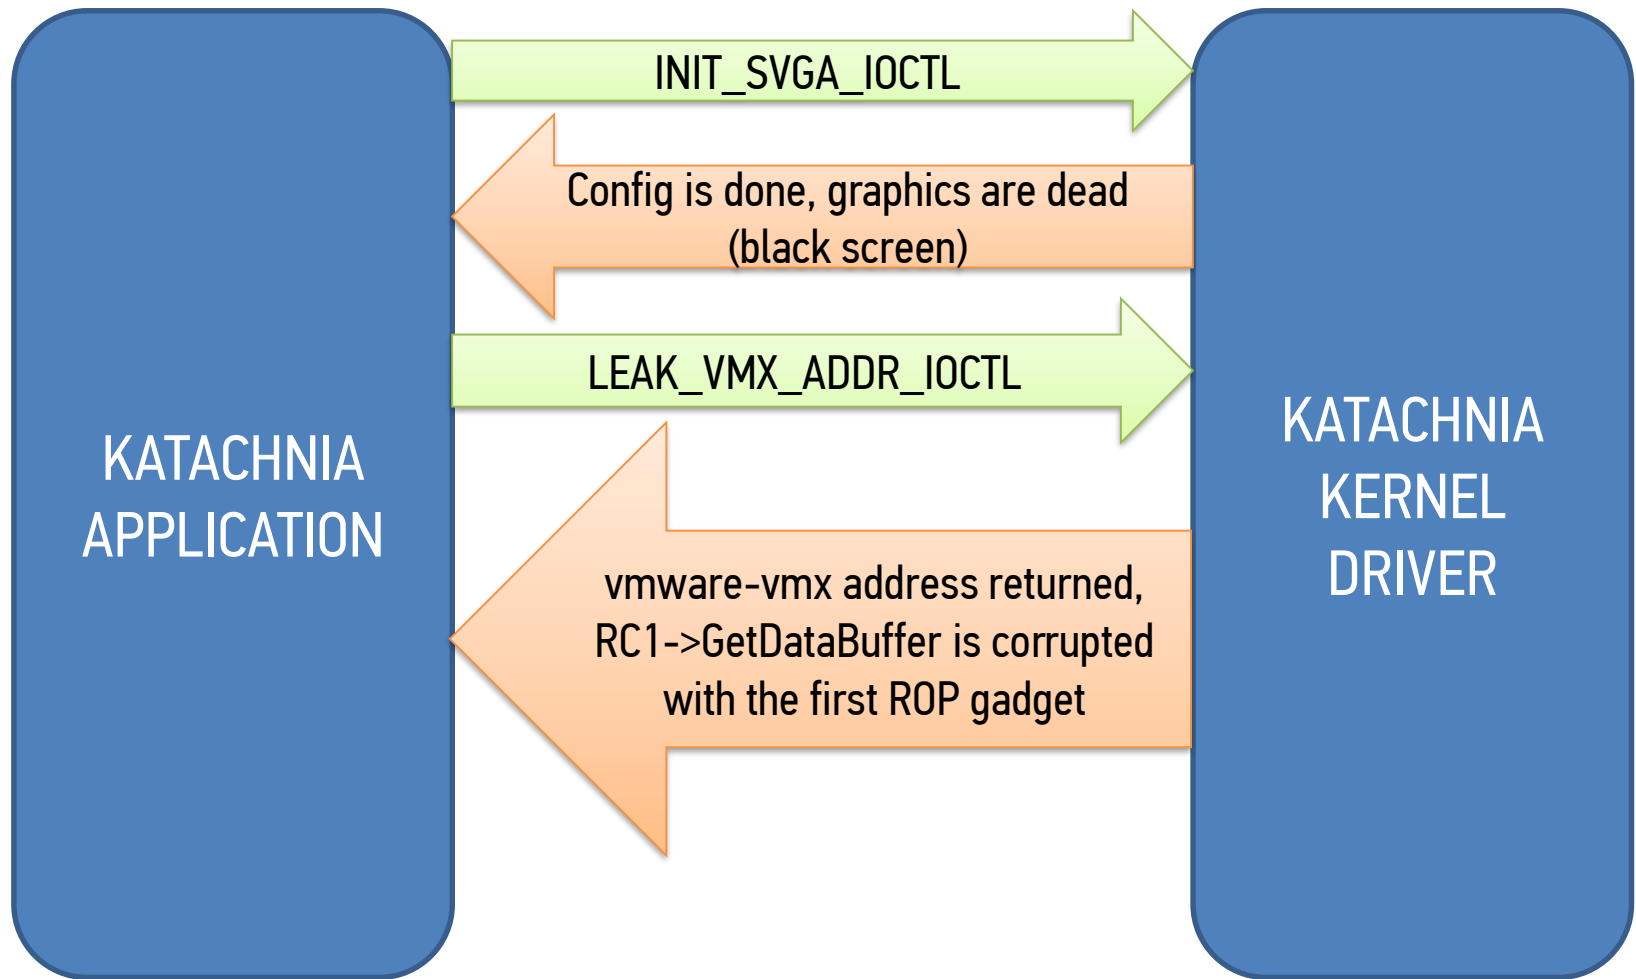 INIT_SVGA_IOCTL
Config is done, graphics are dead
(black screen)
LEAK_VMX_ADDR_IOCTL
KATACHNIA
APPLICATION
KATACHNIA
KERNEL
DRIVER
vmware-vmx address returned,
RC1->GetDataBuffer is corrupted
with the first ROP gadget